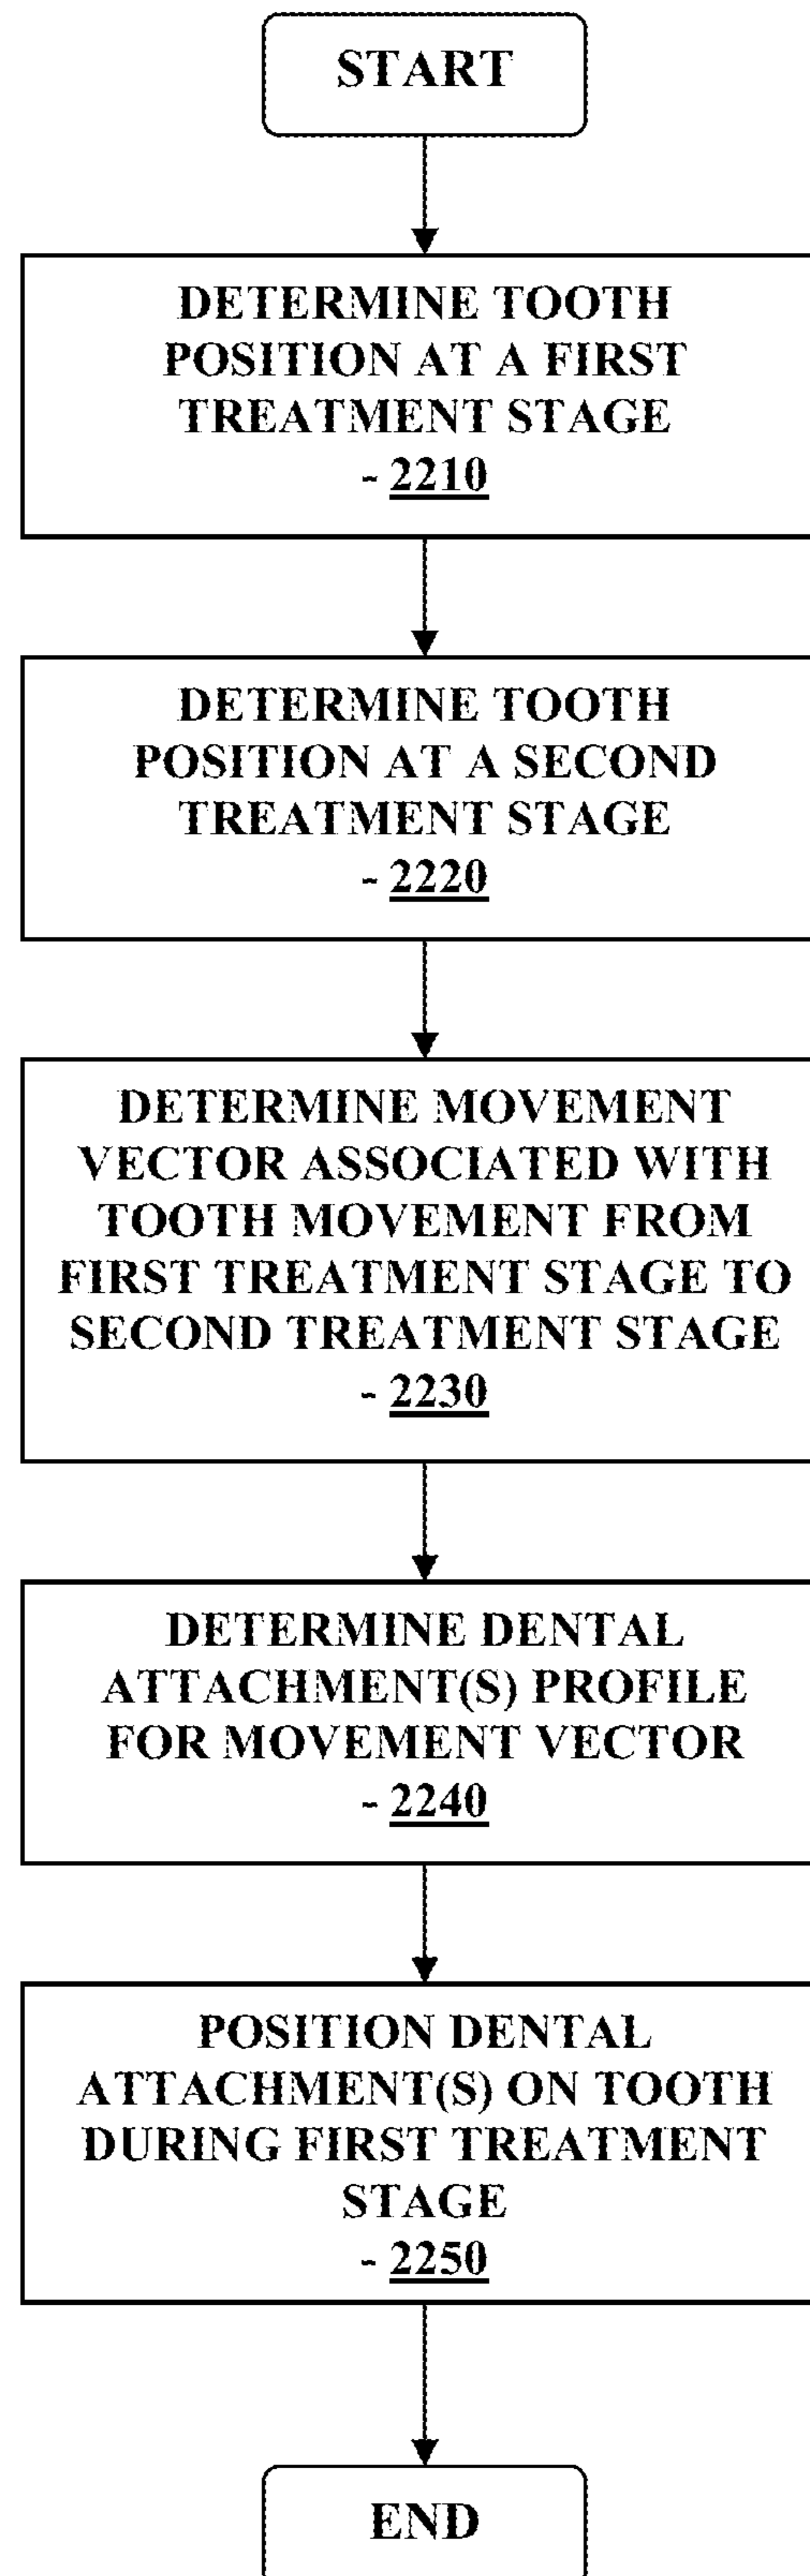 START
DETERMINE TOOTH
POSITION AT A FIRST
TREATMENT STAGE
- 2210
DETERMINE TOOTH
POSITION AT A SECOND
TREATMENT STAGE
- 2220
DETERMINE MOVEMENT
VECTOR ASSOCIATED WITH
TOOTH MOVEMENT FROM
FIRST TREATMENT STAGE TO
SECOND TREATMENT STAGE
- 2230
DETERMINE DENTAL
ATTACHMENT(S) PROFILE
FOR MOVEMENT VECTOR
- 2240
POSITION DENTAL
ATTACHMENT(S) ON TOOTH
DURING FIRST TREATMENT
STAGE
- 2250
END